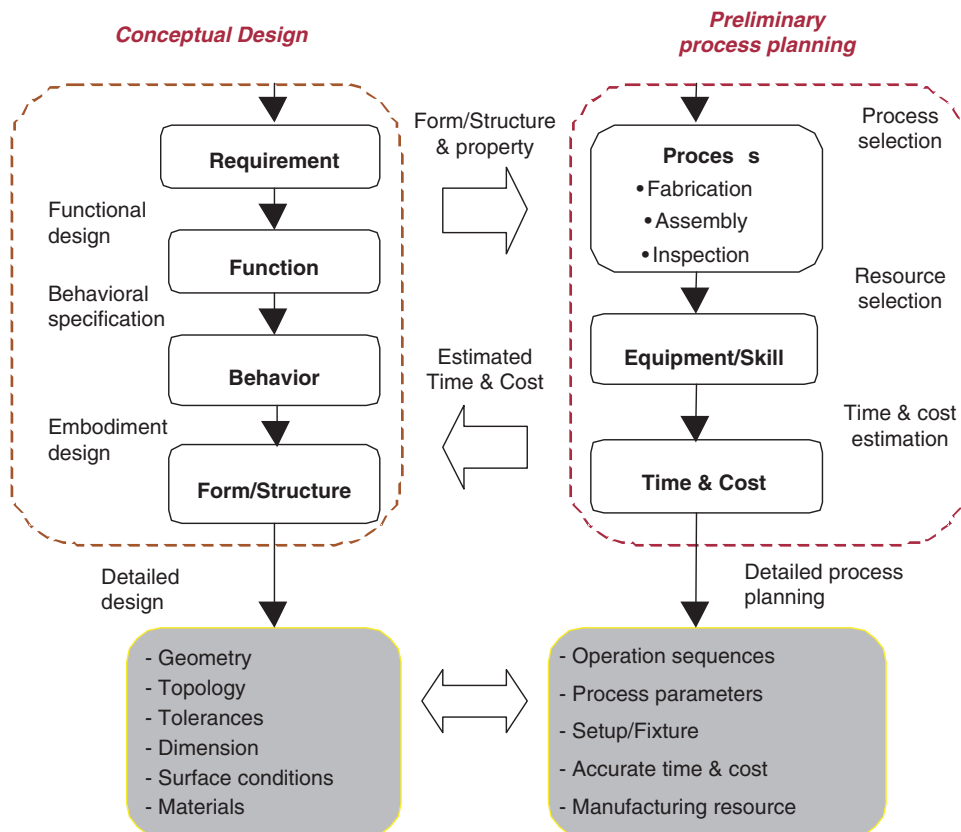 Conceptual Design
Preliminary
process planning
Requirement
Functional
design
Function
Behavioral
specification
Behavior
Embodiment
design
Form/Structure
Detailed
design
- Geometry
- Topology
- Tolerances
- Dimension
- Surface conditions
- Materials
Form/Structure
& property
Estimated
Time & Cost
Process
selection
Proces s
•Fabrication
•Assembly
•Inspection
Resource
selection
Equipment/Skill
Time & cost
estimation
Time & Cost
Detailed process
planning
- Operation sequences
- Process parameters
- Setup/Fixture
- Accurate time & cost
- Manufacturing resource